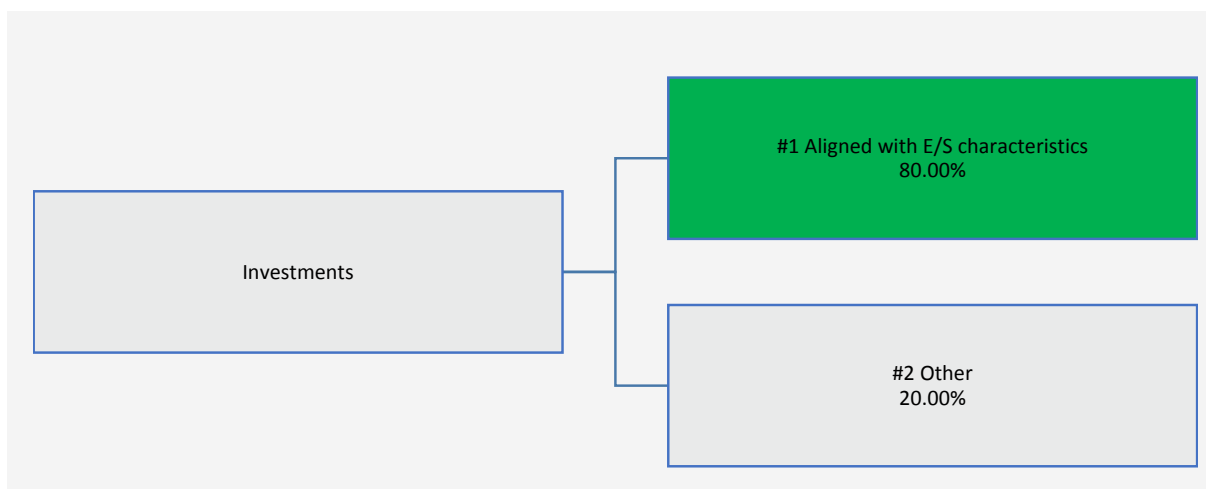 #1 Aligned with E/S characteristics
80.00%
Investments
#2 Other
20.00%